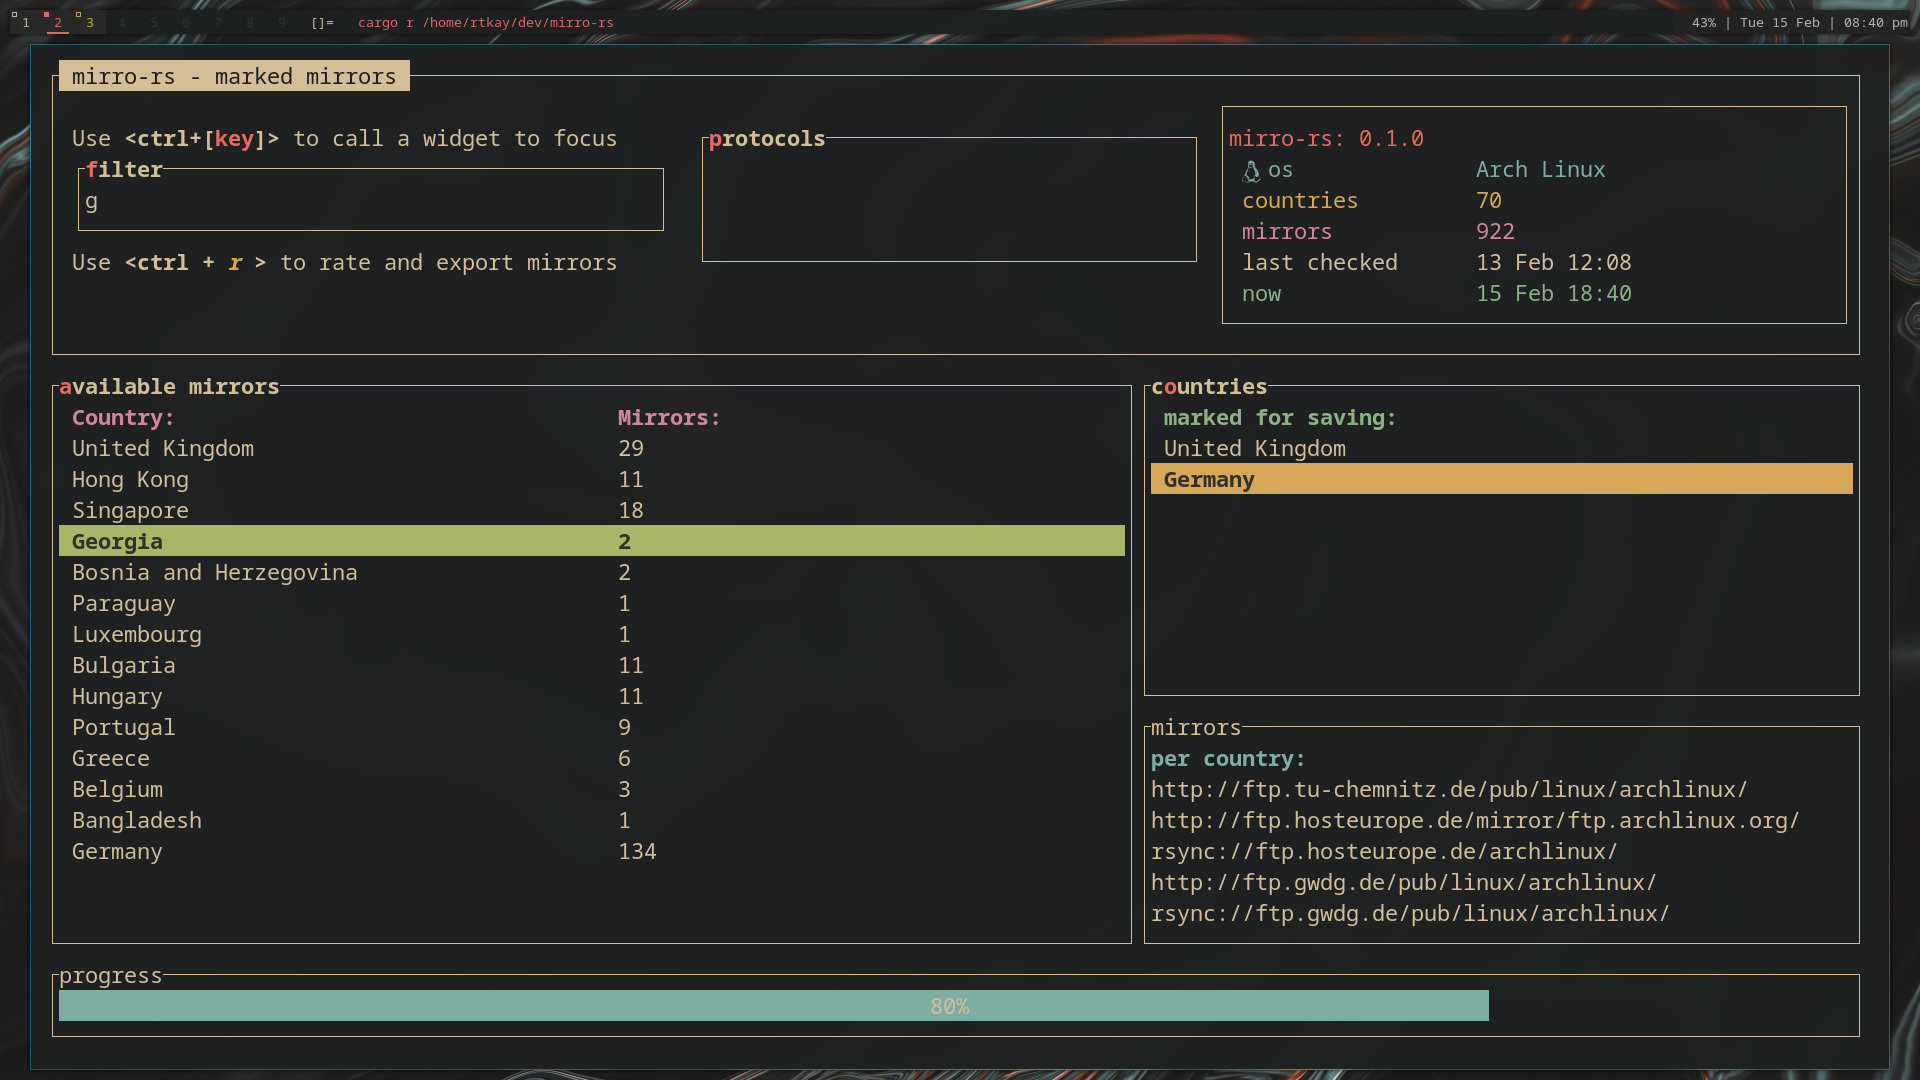 1 2 3 4 5 6 7 8 9 []= cargo r /home/rtkay/dev/mirro-rs 43% | Tue 15 Feb | 08:40 pm
mirro-rs - marked mirrors
Use <ctrl+[key]> to call a widget to focus
filter
g
Use <ctrl + r > to rate and export mirrors
protocols
mirro-rs: 0.1.0
os Arch Linux
countries 70
mirrors 922
last checked 13 Feb 12:08
now 15 Feb 18:40
available mirrors
Country: Mirrors:
United Kingdom 29
Hong Kong 11
Singapore 18
Georgia 2
Bosnia and Herzegovina 2
Paraguay 1
Luxembourg 1
Bulgaria 11
Hungary 11
Portugal 9
Greece 6
Belgium 3
Bangladesh 1
Germany 134
countries
marked for saving:
United Kingdom
Germany
mirrors
per country:
http://ftp.tu-chemnitz.de/pub/linux/archlinux/
http://ftp.hosteurope.de/mirror/ftp.archlinux.org/
rsync://ftp.hosteurope.de/archlinux/
http://ftp.gwdg.de/pub/linux/archlinux/
rsync://ftp.gwdg.de/pub/linux/archlinux/
progress
80%